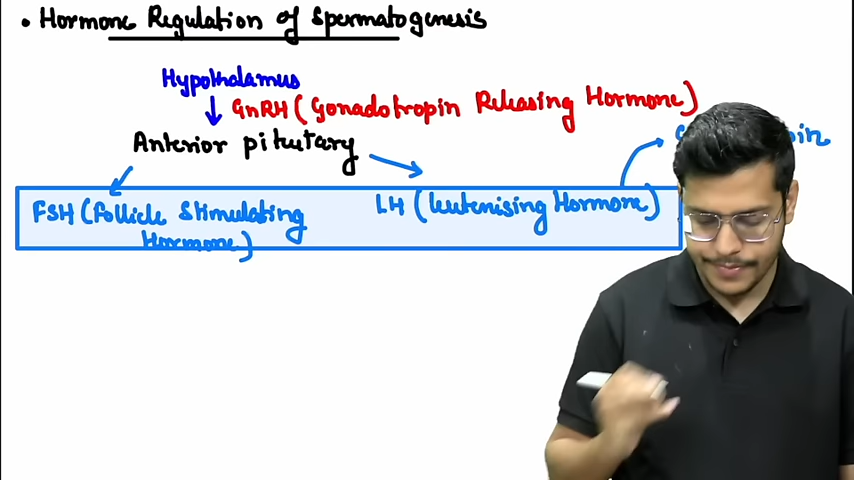 • Hormone Regulation of Spermatogenesis
Hypothalamus
GnRH (Gonadotropin Releasing Hormone)
Anterior pituitary
FSH (Follicle Stimulating
Hormone)
LH (Leutenising Hormone)